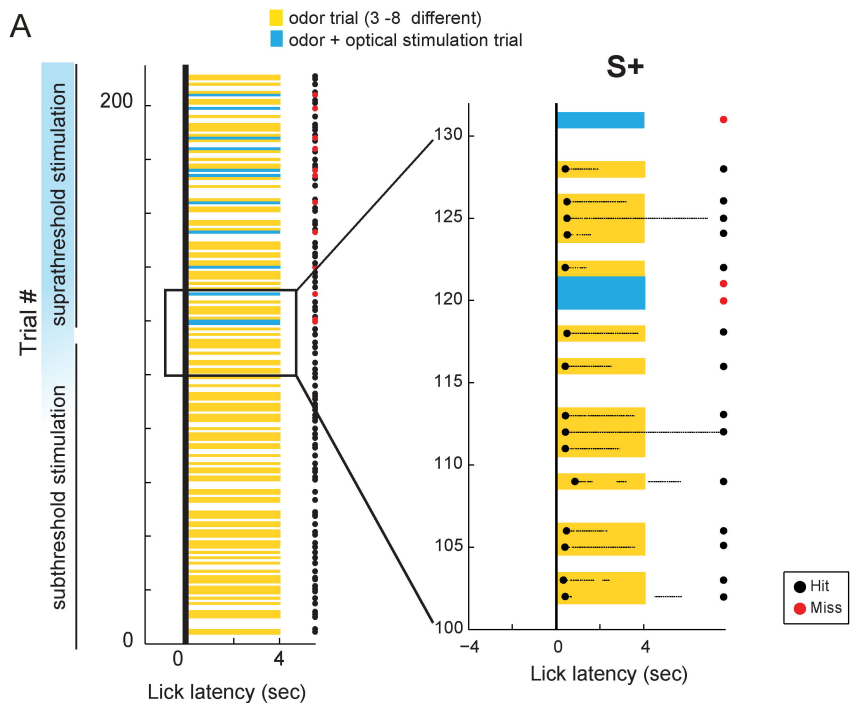 A
odor trial (3 -8 different)
odor + optical stimulation trial
S+
Trial #
suprathreshold stimulation
subthreshold stimulation
200
0
0
4
Lick latency (sec)
130
125
120
115
110
105
100
−4
0
4
Lick latency (sec)
Hit
Miss